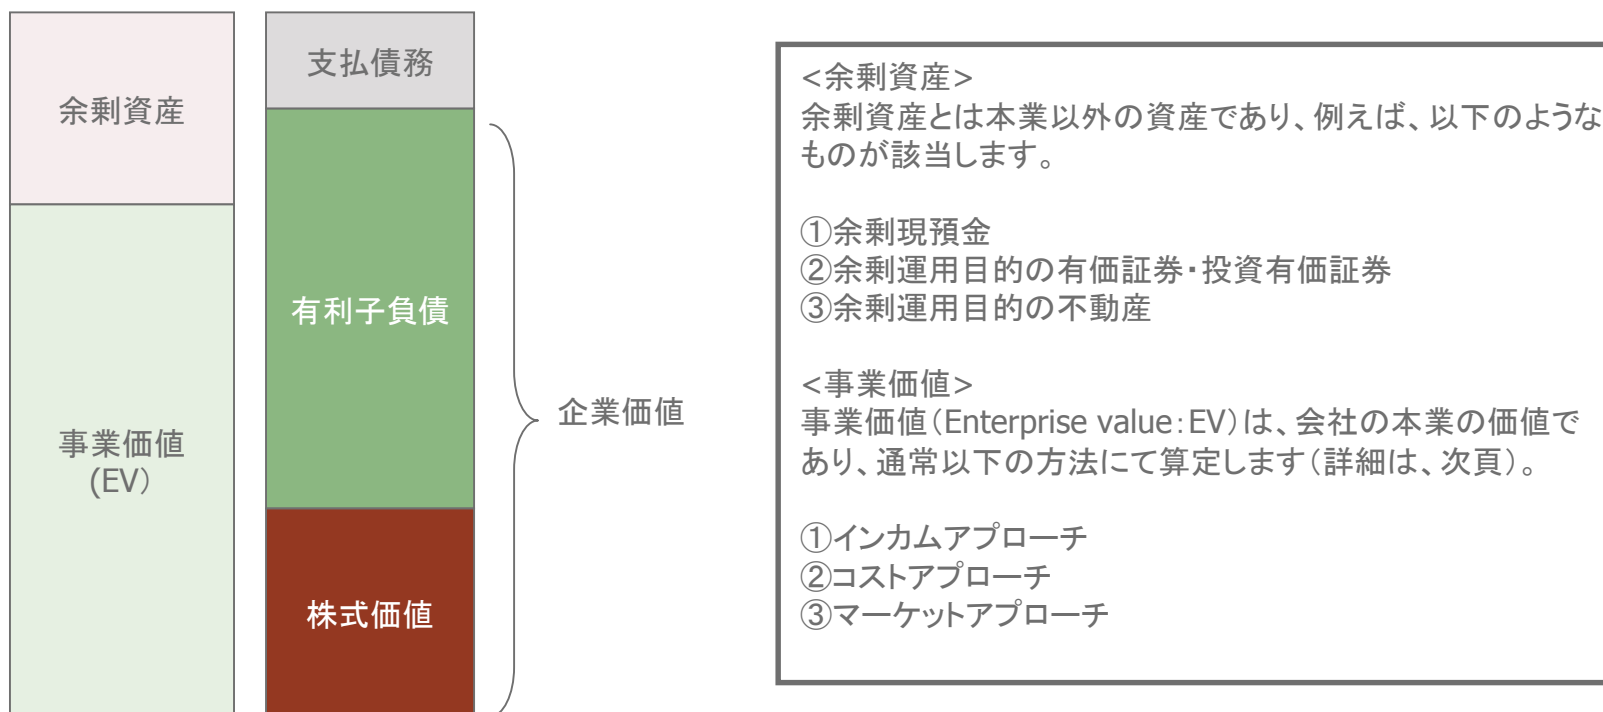 余剰資産
事業価値
(EV)
支払債務
有利子負債
株式価値
企業価値
<余剰資産>
余剰資産とは本業以外の資産であり、例えば、以下のような
ものが該当します。
①余剰現預金
②余剰運用目的の有価証券・投資有価証券
③余剰運用目的の不動産
<事業価値>
事業価値（Enterprise value：EV）は、会社の本業の価値で
あり、通常以下の方法にて算定します（詳細は、次頁）。
①インカムアプローチ
②コストアプローチ
③マーケットアプローチ